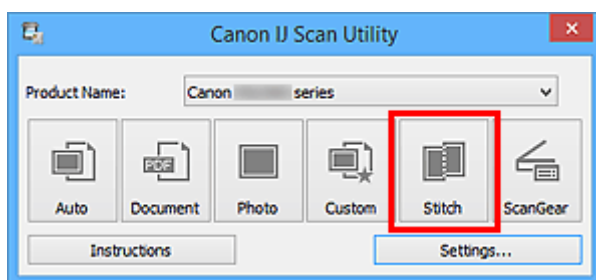 Canon IJ Scan Utility
Product Name: Canon series
PDF
Auto Document Photo Custom Stitch ScanGear
Instructions Settings...